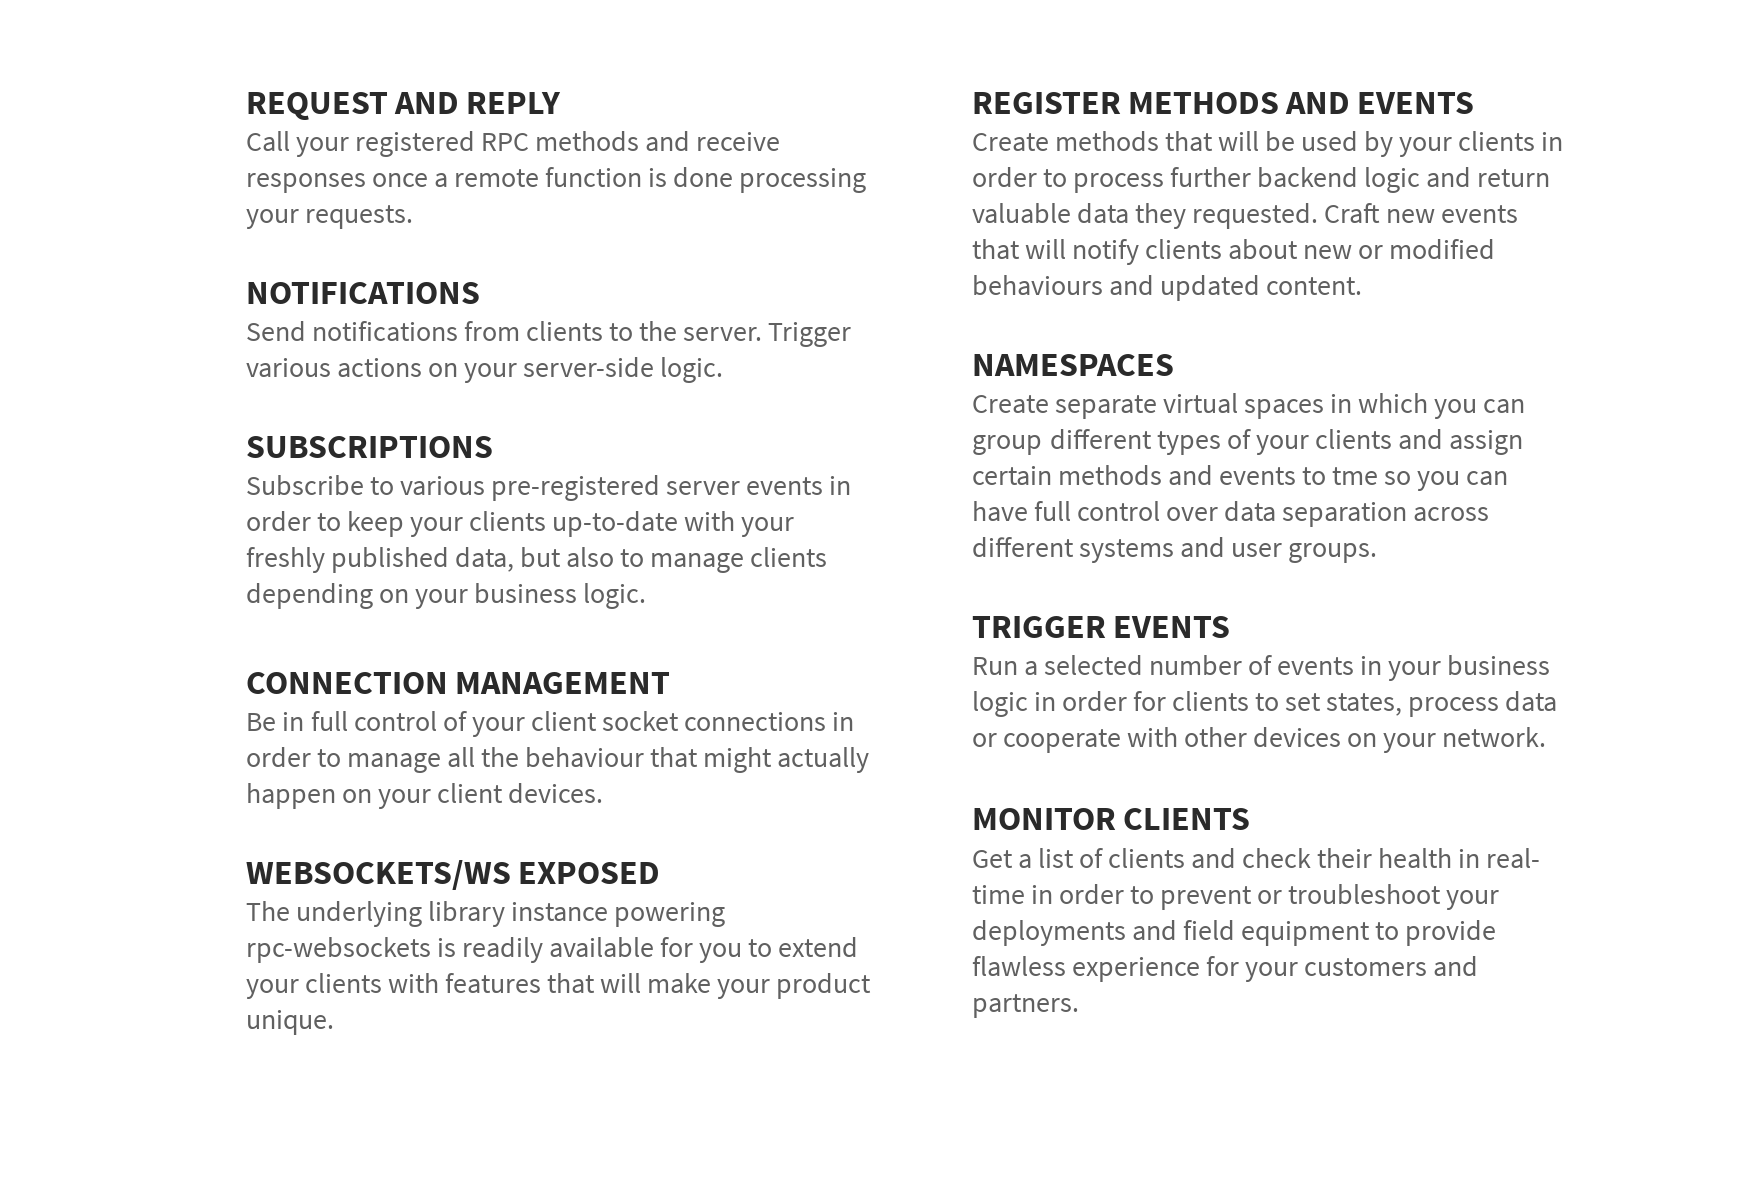 REQUEST AND REPLY
Call your registered RPC methods and receive
responses once a remote function is done processing
your requests.
NOTIFICATIONS
Send notifications from clients to the server. Trigger
various actions on your server-side logic.
SUBSCRIPTIONS
Subscribe to various pre-registered server events in
order to keep your clients up-to-date with your
freshly published data, but also to manage clients
depending on your business logic.
CONNECTION MANAGEMENT
Be in full control of your client socket connections in
order to manage all the behaviour that might actually
happen on your client devices.
WEBSOCKETS/WS EXPOSED
The underlying library instance powering
rpc-websockets is readily available for you to extend
your clients with features that will make your product
unique.
REGISTER METHODS AND EVENTS
Create methods that will be used by your clients in
order to process further backend logic and return
valuable data they requested. Craft new events
that will notify clients about new or modified
behaviours and updated content.
NAMESPACES
Create separate virtual spaces in which you can
group different types of your clients and assign
certain methods and events to tme so you can
have full control over data separation across
different systems and user groups.
TRIGGER EVENTS
Run a selected number of events in your business
logic in order for clients to set states, process data
or cooperate with other devices on your network.
MONITOR CLIENTS
Get a list of clients and check their health in real-
time in order to prevent or troubleshoot your
deployments and field equipment to provide
flawless experience for your customers and
partners.